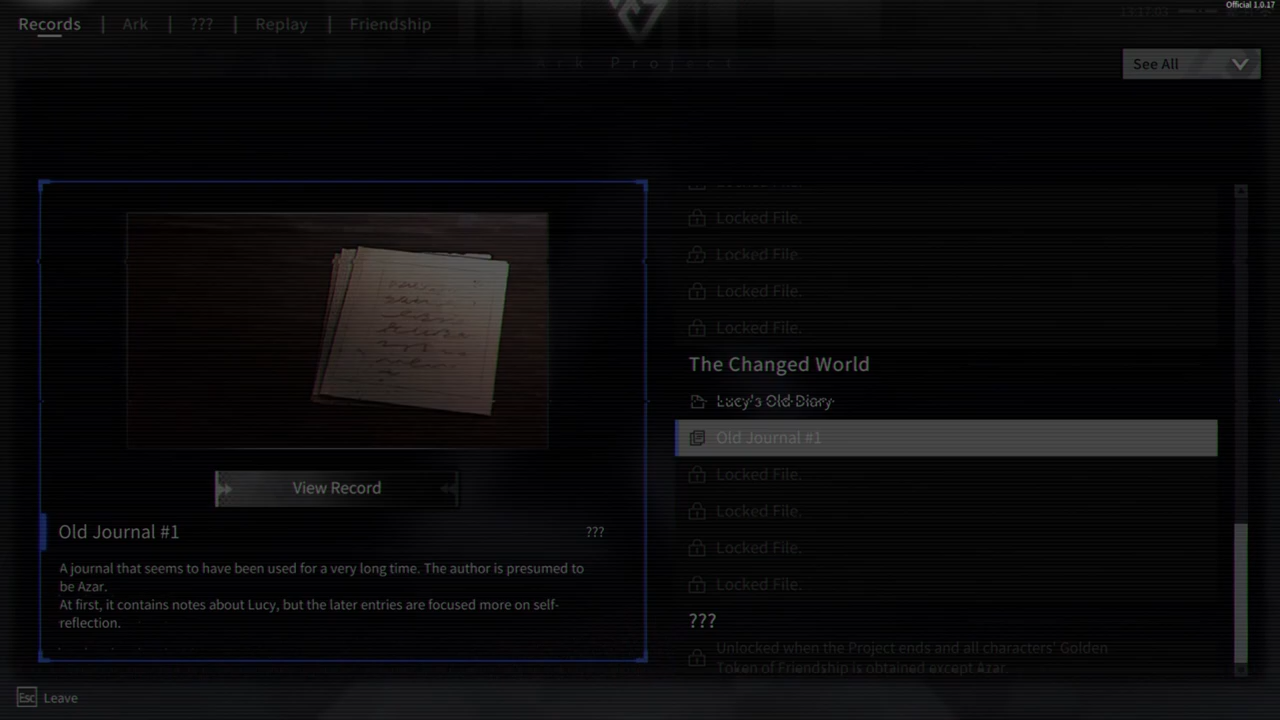 Official 1.0.17
Records | Ark | ??? | Replay | Friendship
Ark Project
See All
Locked File.
Locked File.
Locked File.
Locked File.
Locked File.
The Changed World
Lucy's Old Diary
Old Journal #1
Locked File.
Locked File.
Locked File.
Locked File.
???
Unlocked when the Project ends and all characters' Golden
Token of Friendship is obtained except Azar.
View Record
Old Journal #1 ???
A journal that seems to have been used for a very long time. The author is presumed to
be Azar.
At first, it contains notes about Lucy, but the later entries are focused more on self-
reflection.
Esc Leave